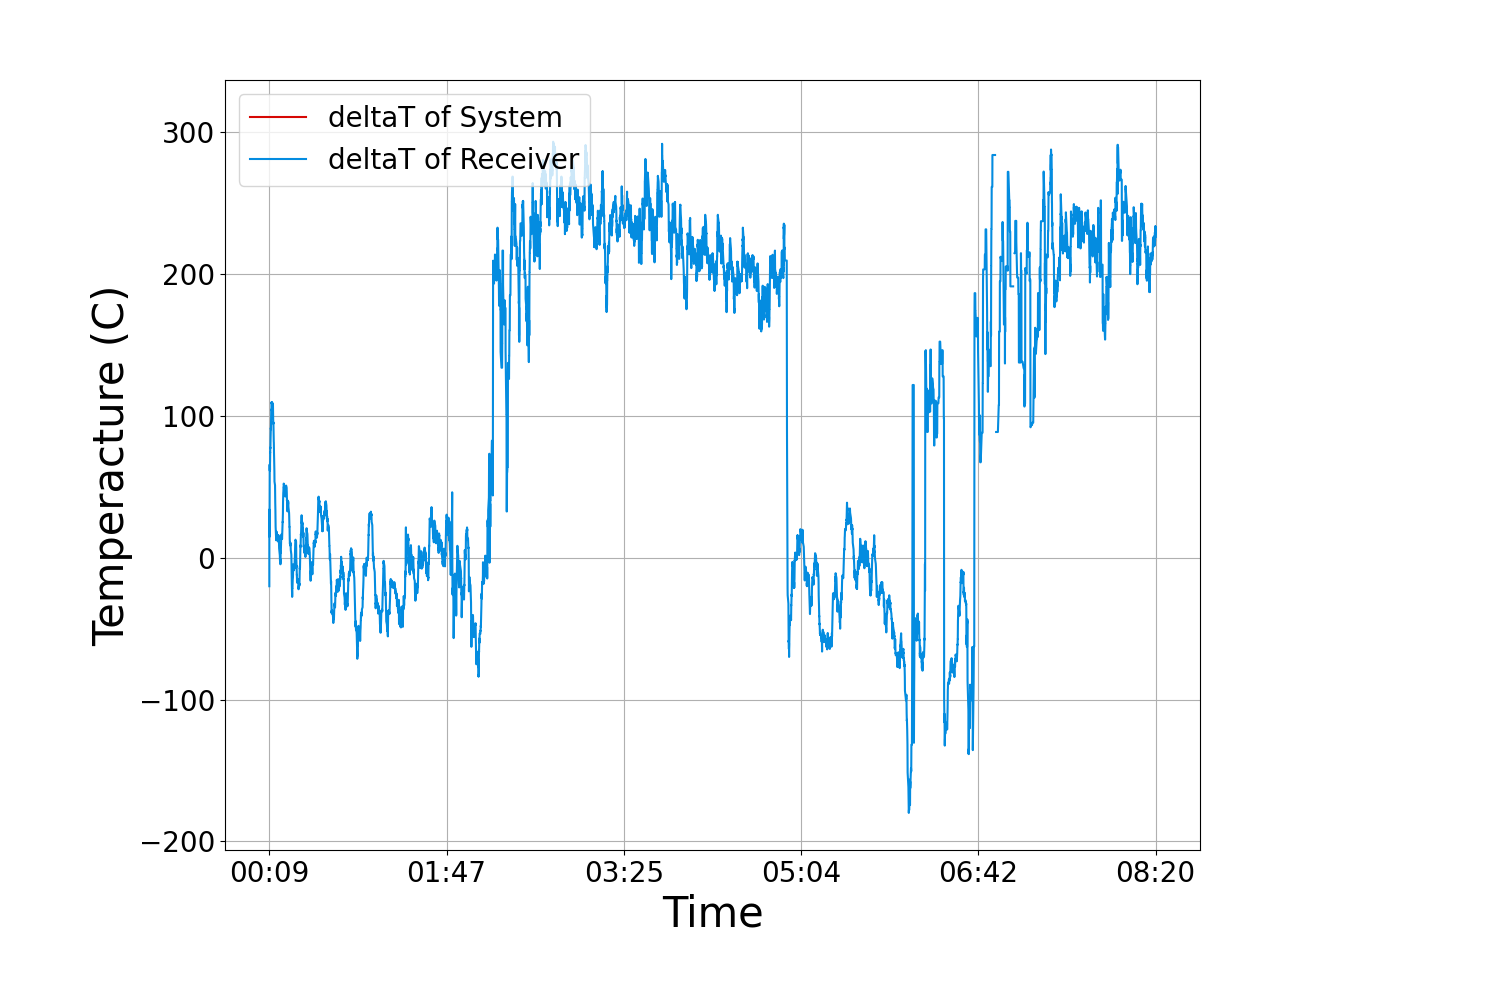 deltaT of System
deltaT of Receiver
300
200
100
0
−100
−200
Temperacture (C)
00:09 01:47 03:25 05:04 06:42 08:20
Time